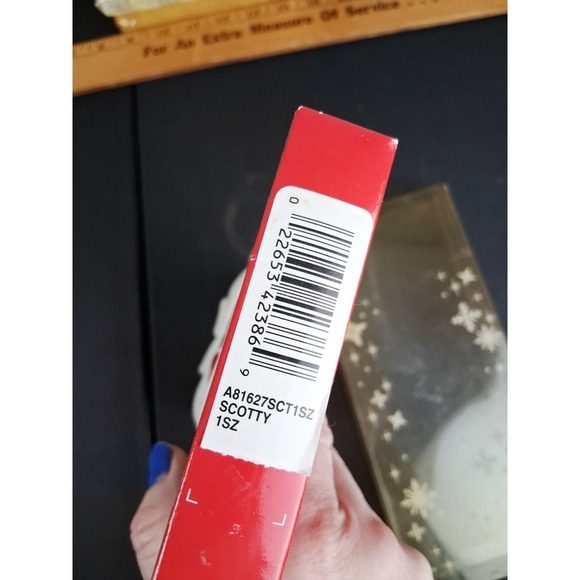 For An Extra Measure Of Service
0 22653 42386 9
A81627SCT1SZ
SCOTTY
1SZ